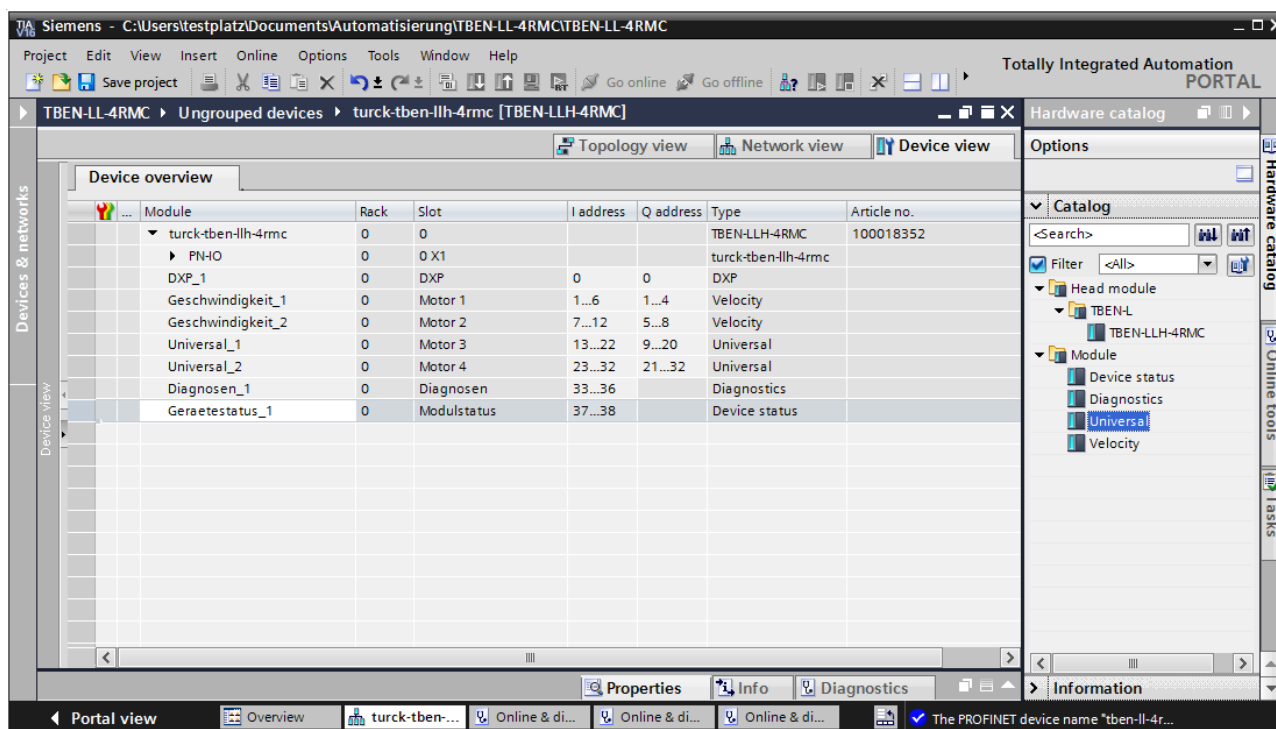 TIA V16 Siemens - C:\Users\testplatz\Documents\Automatisierung\TBEN-LL-4RMC\TBEN-LL-4RMC
Project Edit View Insert Online Options Tools Window Help
Totally Integrated Automation
PORTAL
Save project Go online Go offline
TBEN-LL-4RMC Ungrouped devices turck-tben-llh-4rmc [TBEN-LLH-4RMC]
Hardware catalog
Topology view Network view Device view
Options
Device overview
... Module Rack Slot I address Q address Type Article no.
turck-tben-llh-4rmc 0 0 TBEN-LLH-4RMC 100018352
PN-IO 0 0 X1 turck-tben-llh-4rmc
DXP_1 0 DXP 0 0 DXP
Geschwindigkeit_1 0 Motor 1 1...6 1...4 Velocity
Geschwindigkeit_2 0 Motor 2 7...12 5...8 Velocity
Universal_1 0 Motor 3 13...22 9...20 Universal
Universal_2 0 Motor 4 23...32 21...32 Universal
Diagnosen_1 0 Diagnosen 33...36 Diagnostics
Geraetestatus_1 0 Modulstatus 37...38 Device status
Devices & networks
Device view
Catalog
<Search>
Filter <All>
Head module
TBEN-L
TBEN-LLH-4RMC
Module
Device status
Diagnostics
Universal
Velocity
Information
Hardware catalog
Online tools
Tasks
Properties Info Diagnostics
Portal view Overview turck-tben-... Online & di... Online & di... Online & di... The PROFINET device name "tben-ll-4r...